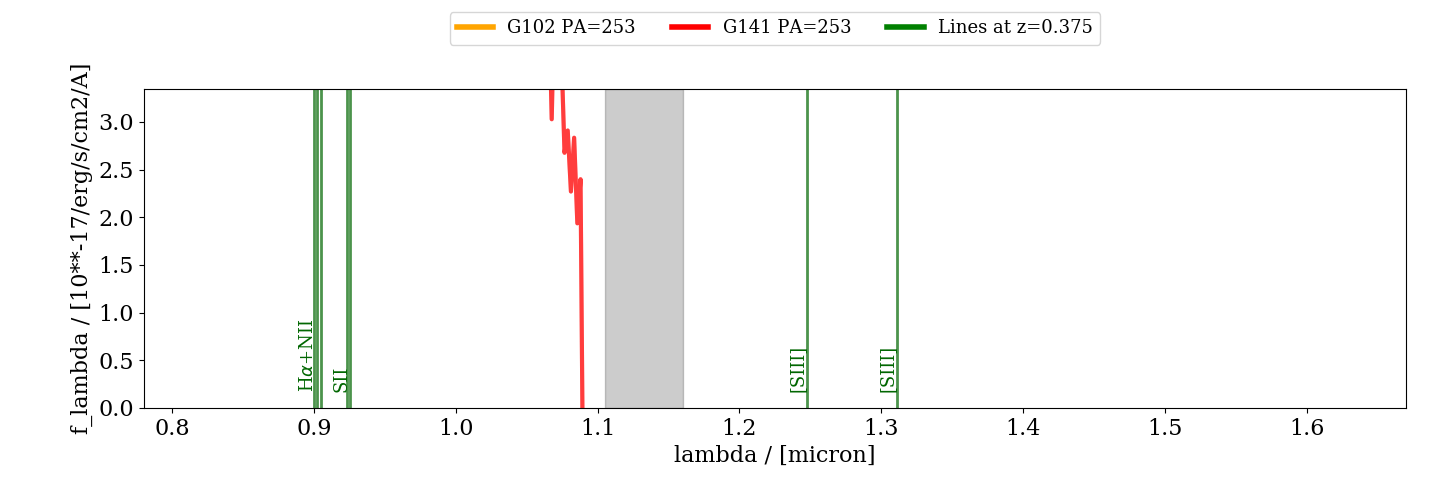 G102 PA=253
G141 PA=253
Lines at z=0.375
f_lambda / [10**-17/erg/s/cm2/A]
3.0
2.5
2.0
1.5
1.0
0.5
0.0
Hα+NII
SII
[SIII]
[SIII]
0.8 0.9 1.0 1.1 1.2 1.3 1.4 1.5 1.6
lambda / [micron]